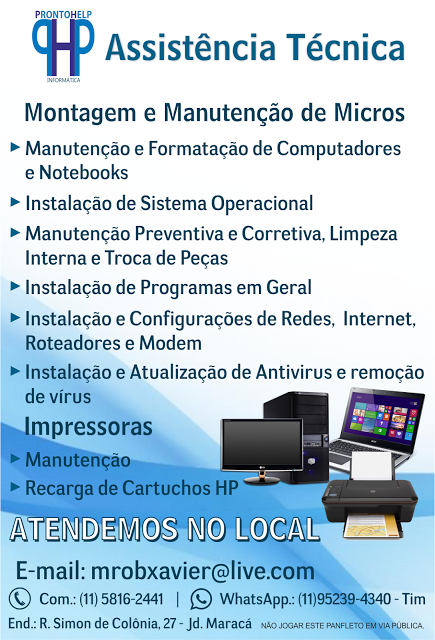 PRONTOHELP
PHP
INFORMÁTICA
Assistência Técnica
Montagem e Manutenção de Micros
Manutenção e Formatação de Computadores
e Notebooks
Instalação de Sistema Operacional
Manutenção Preventiva e Corretiva, Limpeza
Interna e Troca de Peças
Instalação de Programas em Geral
Instalação e Configurações de Redes, Internet,
Roteadores e Modem
Instalação e Atualização de Antivirus e remoção
de vírus
Impressoras
Manutenção
Recarga de Cartuchos HP
ATENDEMOS NO LOCAL
E-mail: mrobxavier@live.com
Com.: (11) 5816-2441 | WhatsApp.: (11)95239-4340 - Tim
End.: R. Simon de Colônia, 27 - Jd. Maracá NÃO JOGAR ESTE PANFLETO EM VIA PÚBLICA.